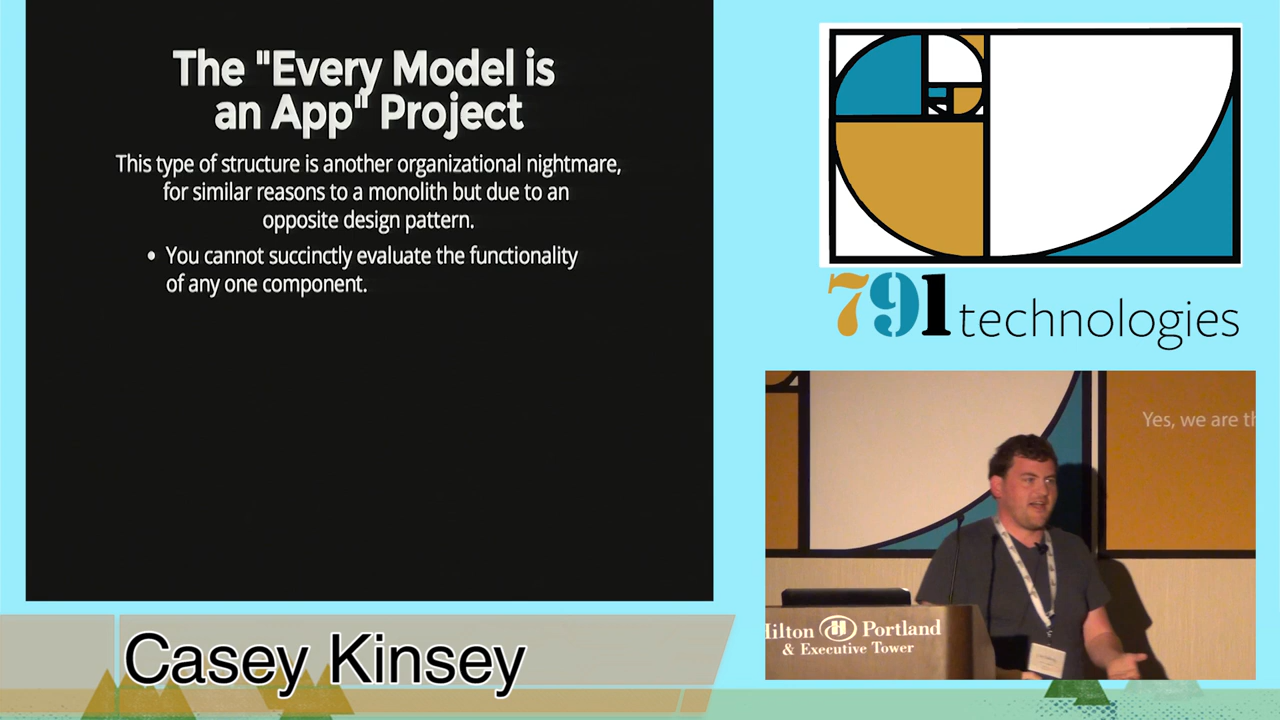 The "Every Model is
an App" Project
This type of structure is another organizational nightmare,
for similar reasons to a monolith but due to an
opposite design pattern.
• You cannot succinctly evaluate the functionality
of any one component.
791 technologies
Yes, we are
Hilton Portland
& Executive Tower
Casey Kinsey